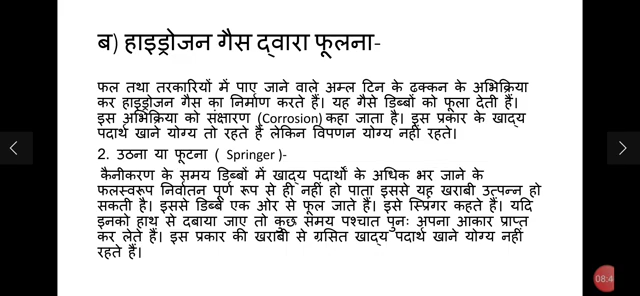 ब) हाइड्रोजन गैस द्वारा फूलना-
फल तथा तरकारियों में पाए जाने वाले अम्ल टिन के ढक्कन के अभिक्रिया
कर हाइड्रोजन गैस का निर्माण करते हैं। यह गैसे डिब्बों को फूला देती हैं।
इस अभिक्रिया को संक्षारण (Corrosion) कहा जाता है। इस प्रकार के खाद्य
पदार्थ खाने योग्य तो रहते हैं लेकिन विपणन योग्य नहीं रहते।
2. उठना या फूटना ( Springer )-
कैनीकरण के समय डिब्बों में खाद्य पदार्थों के अधिक भर जाने के
फलस्वरूप निर्वातन पूर्ण रूप से ही नहीं हो पाता इससे यह खराबी उत्पन्न हो
सकती है। इससे डिब्बे एक ओर से फूल जाते हैं। इसे स्प्रिंगर कहते हैं। यदि
इनको हाथ से दबाया जाए तो कुछ समय पश्चात पुनः अपना आकार प्राप्त
कर लेते हैं। इस प्रकार की खराबी से ग्रसित खाद्य पदार्थ खाने योग्य नहीं
रहते हैं।